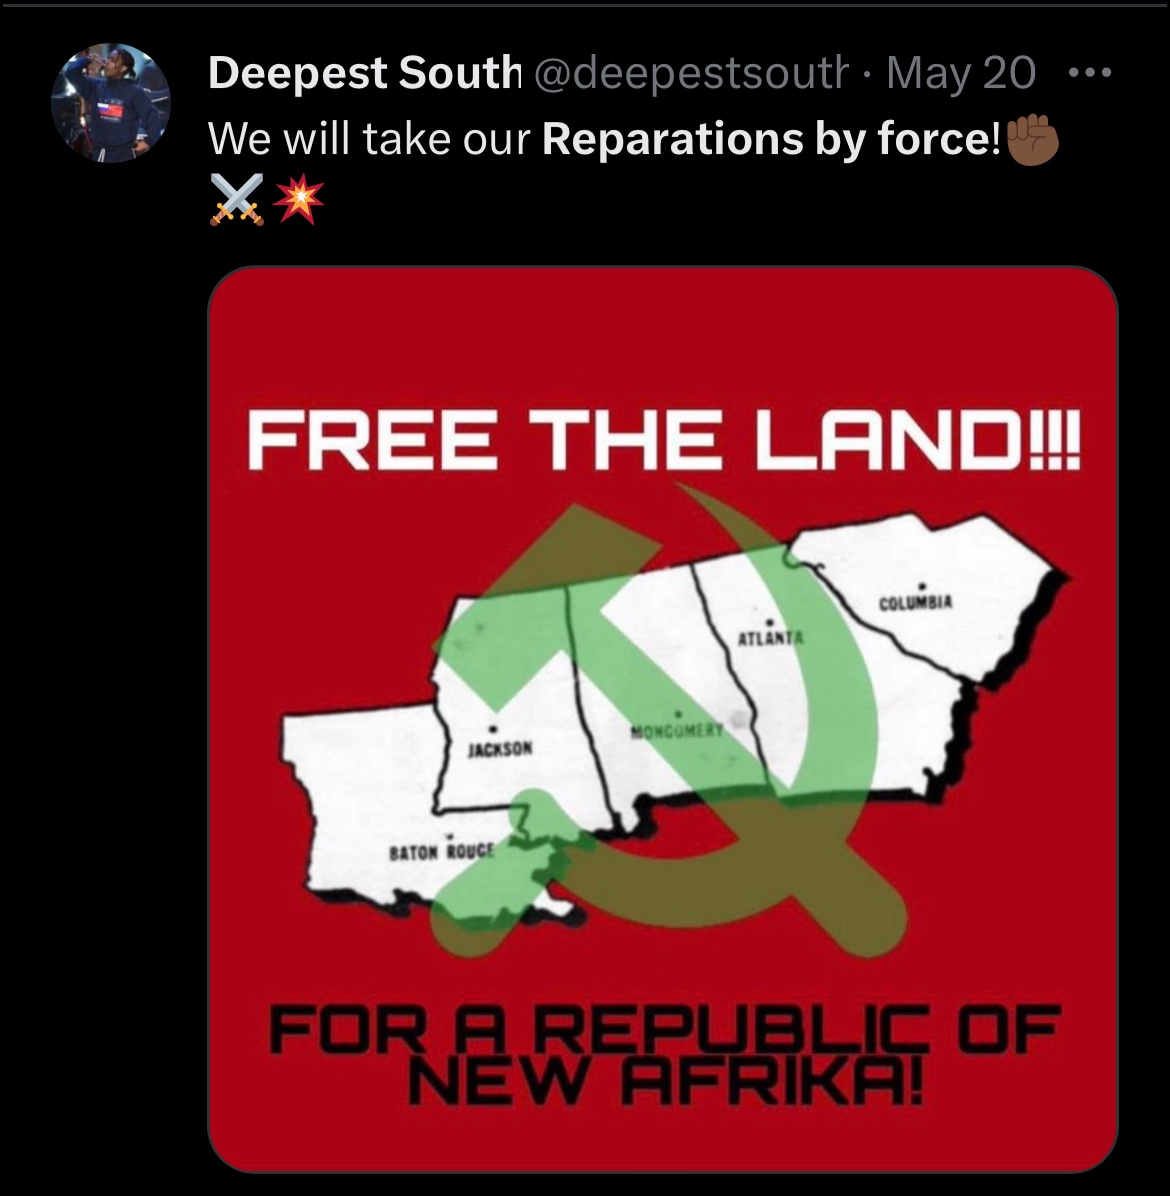 Deepest South @deepestsouth · May 20
We will take our Reparations by force!✊🏾
⚔️💥
FREE THE LAND!!!
COLUMBIA
ATLANTA
MONTGOMERY
JACKSON
BATON ROUGE
FOR A REPUBLIC OF
NEW AFRIKA!